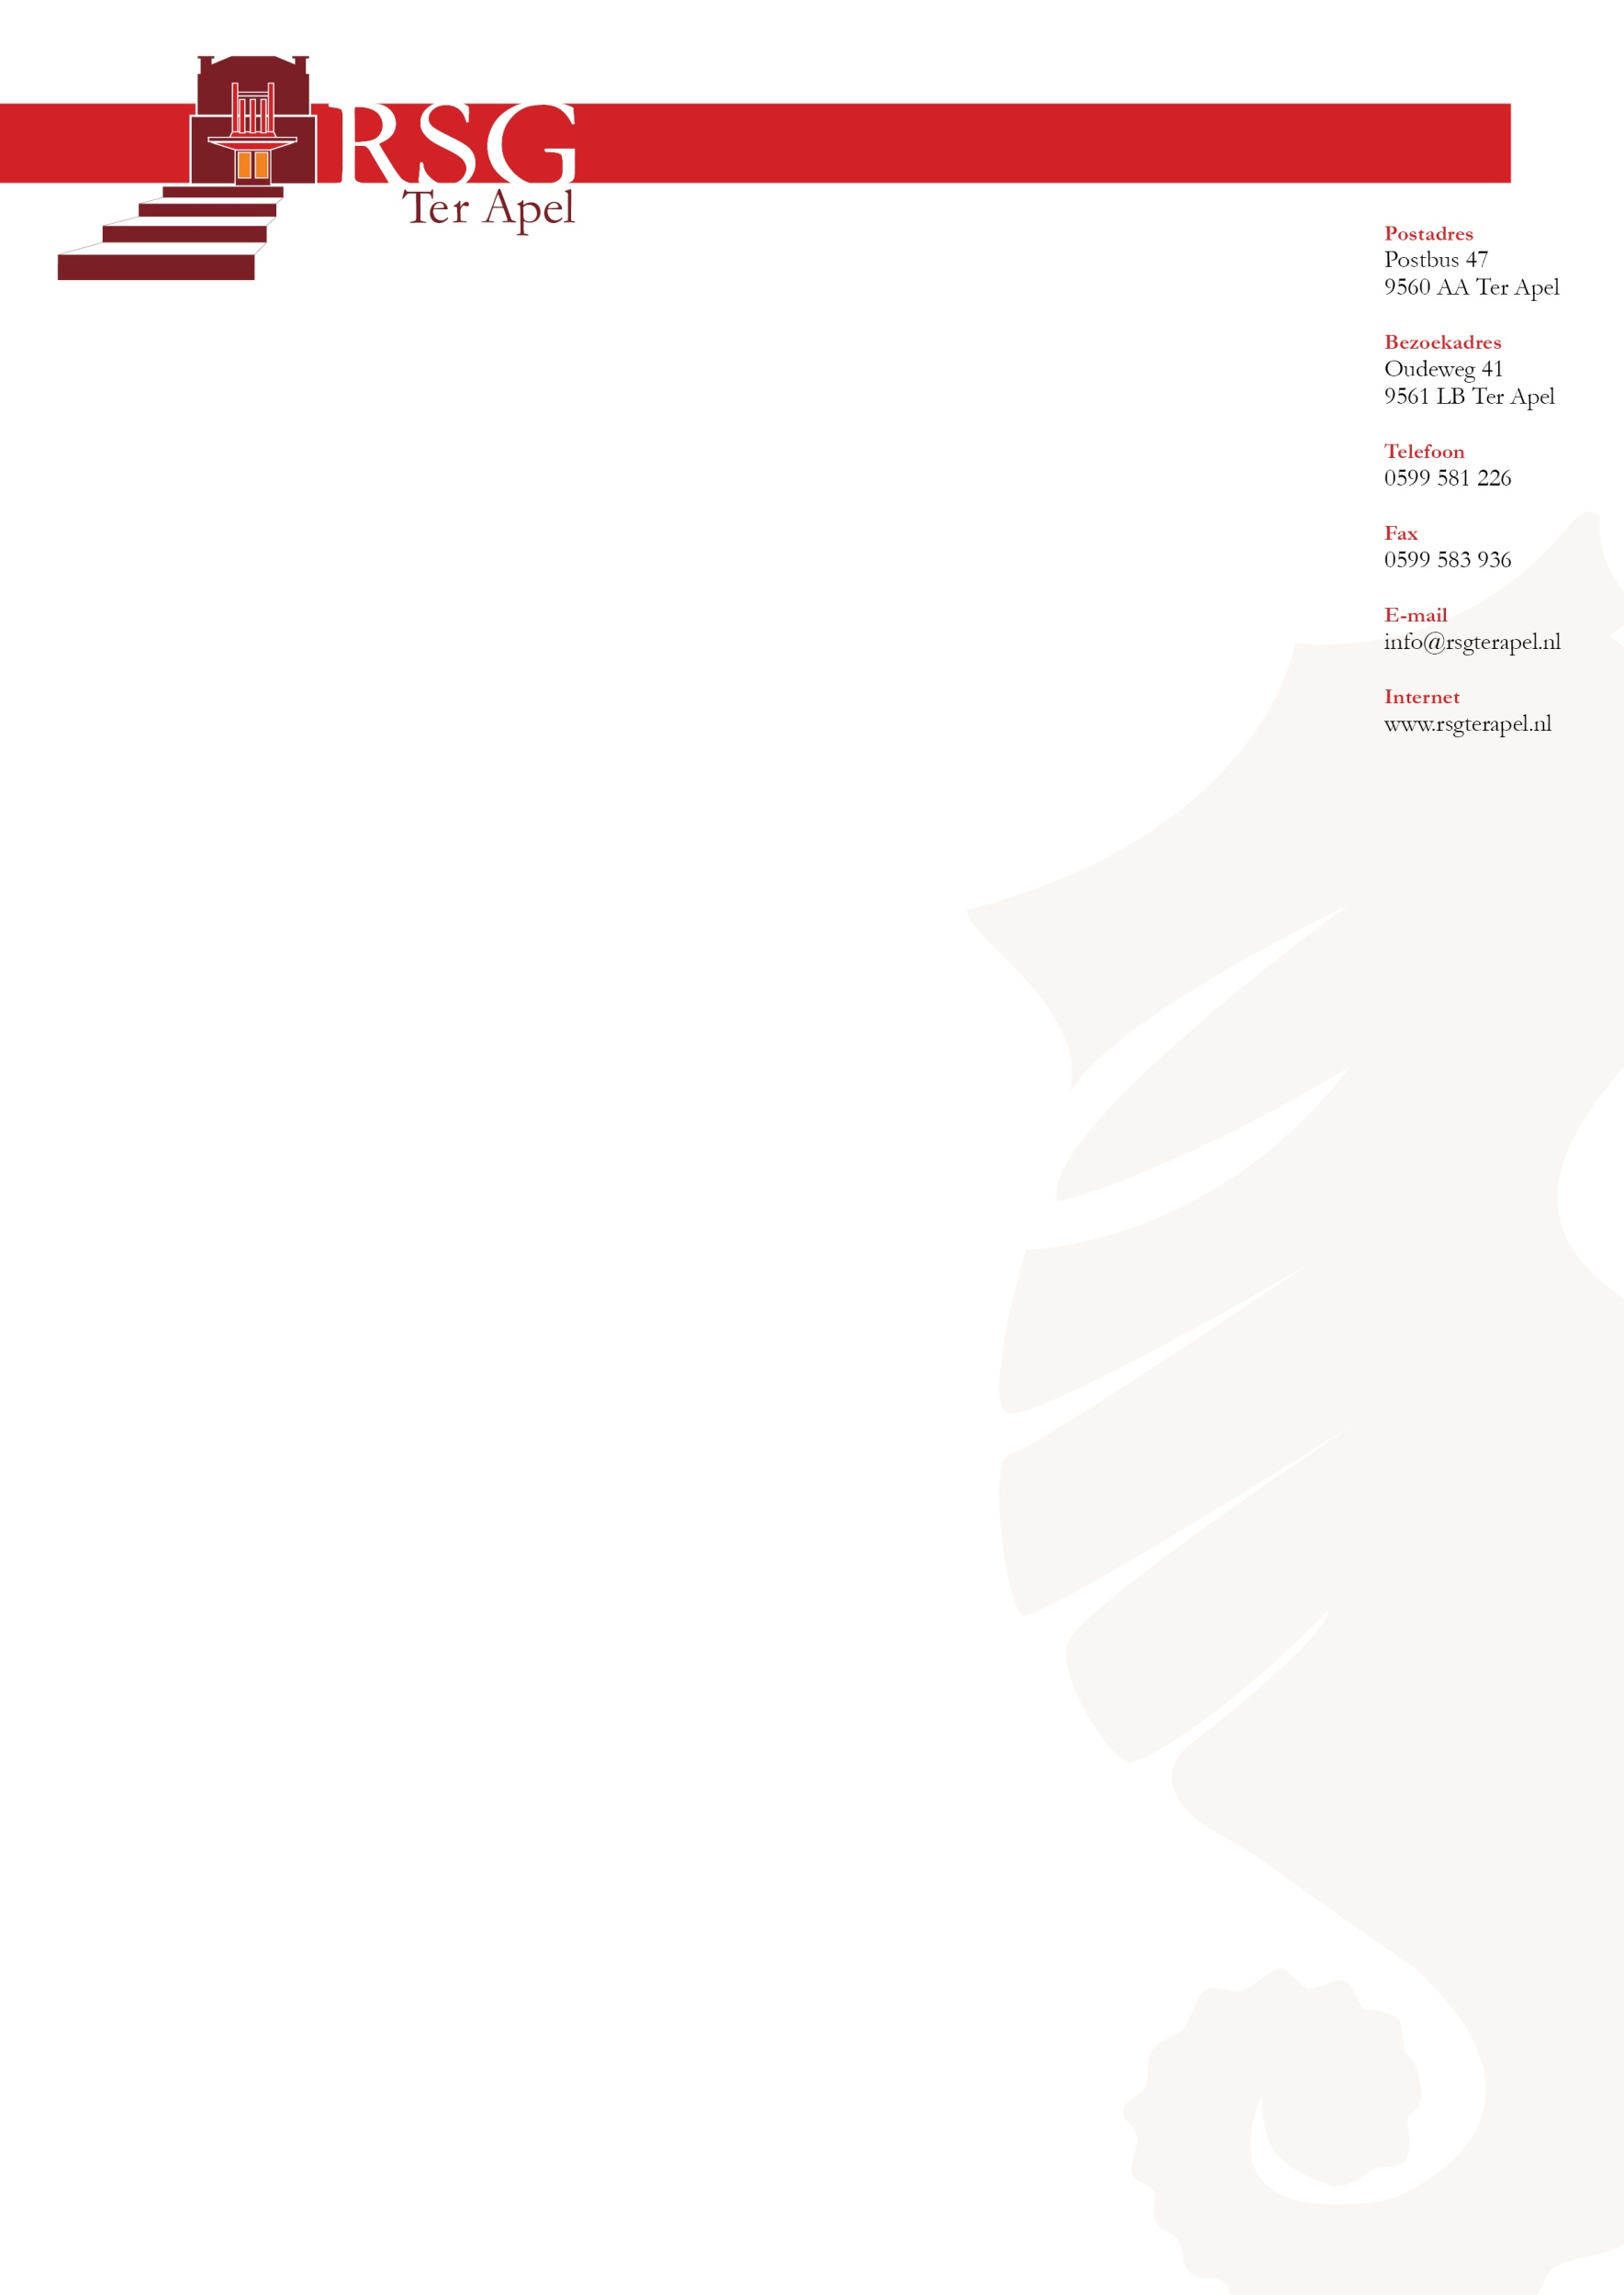 RSG
Ter Apel
Postadres
Postbus 47
9560 AA Ter Apel
Bezoekadres
Oudeweg 41
9561 LB Ter Apel
Telefoon
0599 581 226
Fax
0599 583 936
E-mail
info@rsgterapel.nl
Internet
www.rsgterapel.nl